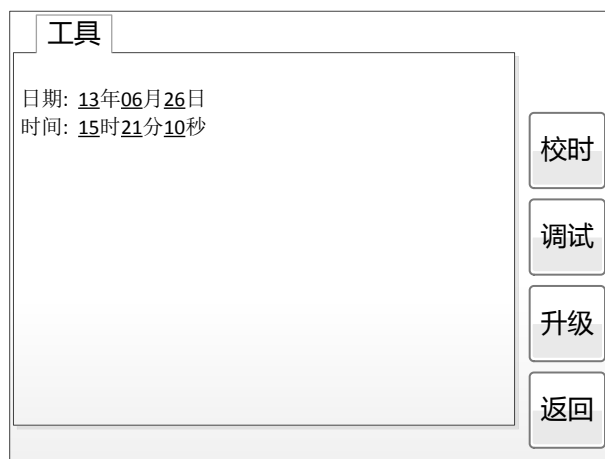 工具
日期: 13年06月26日
时间: 15时21分10秒
校时
调试
升级
返回